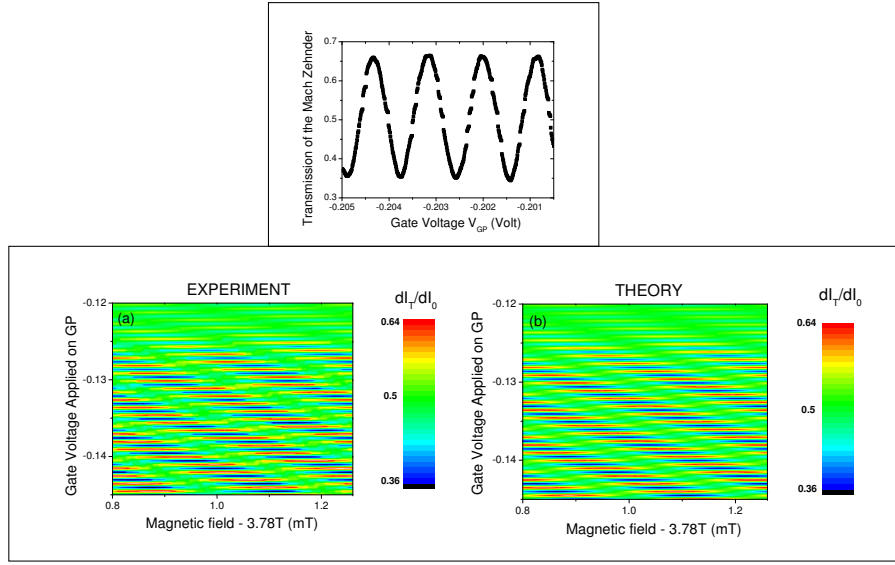 Transmission of the Mach Zehnder
0.7
0.6
0.5
0.4
0.3
-0.205
-0.204
-0.203
-0.202
-0.201
Gate Voltage V_GP (Volt)
EXPERIMENT
(a)
Gate Voltage Applied on GP
-0.12
-0.13
-0.14
0.8
1.0
1.2
Magnetic field - 3.78T (mT)
dI_T/dI_0
0.64
0.5
0.36
THEORY
(b)
Gate Voltage Applied on GP
-0.12
-0.13
-0.14
0.8
1.0
1.2
Magnetic field - 3.78T (mT)
dI_T/dI_0
0.64
0.5
0.36